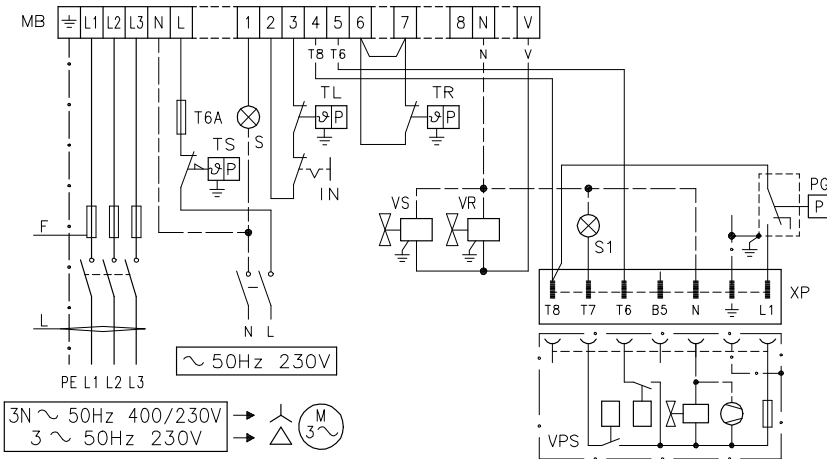 MB L1 L2 L3 N L 1 2 3 4 5 6 7 8 N V
T8 T6 N V
TL TR
T6A S ϑ P ϑ P
TS
ϑ P
IN
PG
P
VS VR
F S1
XP
T8 T7 T6 B5 N L1
L
N L
~ 50Hz 230V
PE L1 L2 L3
3N ~ 50Hz 400/230V
3 ~ 50Hz 230V
M
3~
VPS